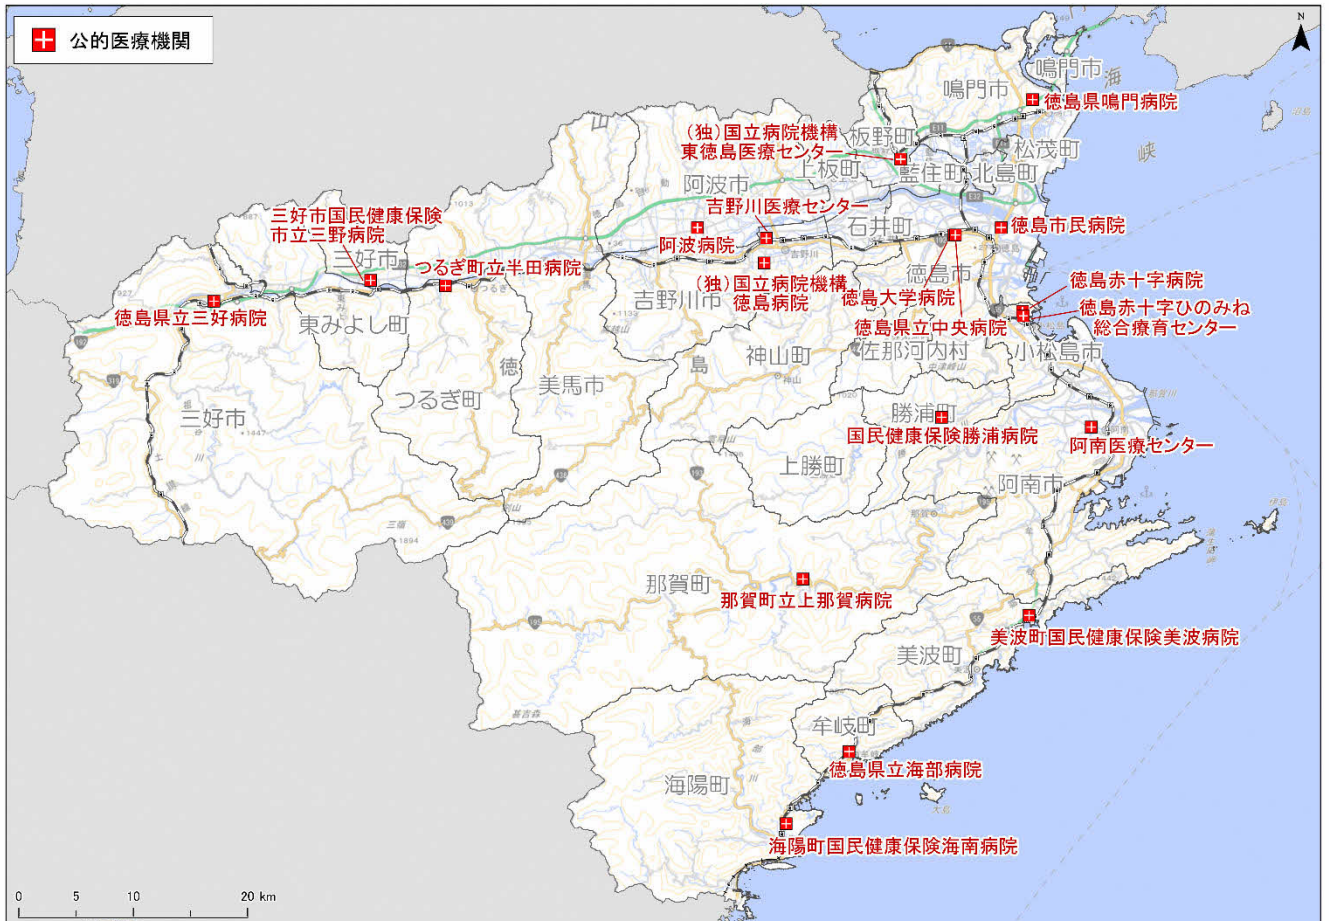 公的医療機関
N
鳴門市
鳴門市
海
峡
徳島県鳴門病院
(独)国立病院機構
東徳島医療センター
板野町
松茂町
上板町
藍住町
北島町
阿波市
吉野川医療センター
石井町
徳島市民病院
阿波病院
三好市国民健康保険
市立三野病院
三好市
つるぎ町立半田病院
(独)国立病院機構
徳島病院
徳島市
徳島大学病院
徳島赤十字病院
徳島県立三好病院
東みよし町
吉野川市
徳島県立中央病院
徳島赤十字ひのみね
総合療育センター
神山町
佐那河内村
小松島市
徳
島
美馬市
つるぎ町
三好市
勝浦町
国民健康保険勝浦病院
阿南医療センター
上勝町
阿南市
那賀町
那賀町立上那賀病院
美波町国民健康保険美波病院
美波町
牟岐町
徳島県立海部病院
海陽町
海陽町国民健康保険海南病院
0 5 10 20 km